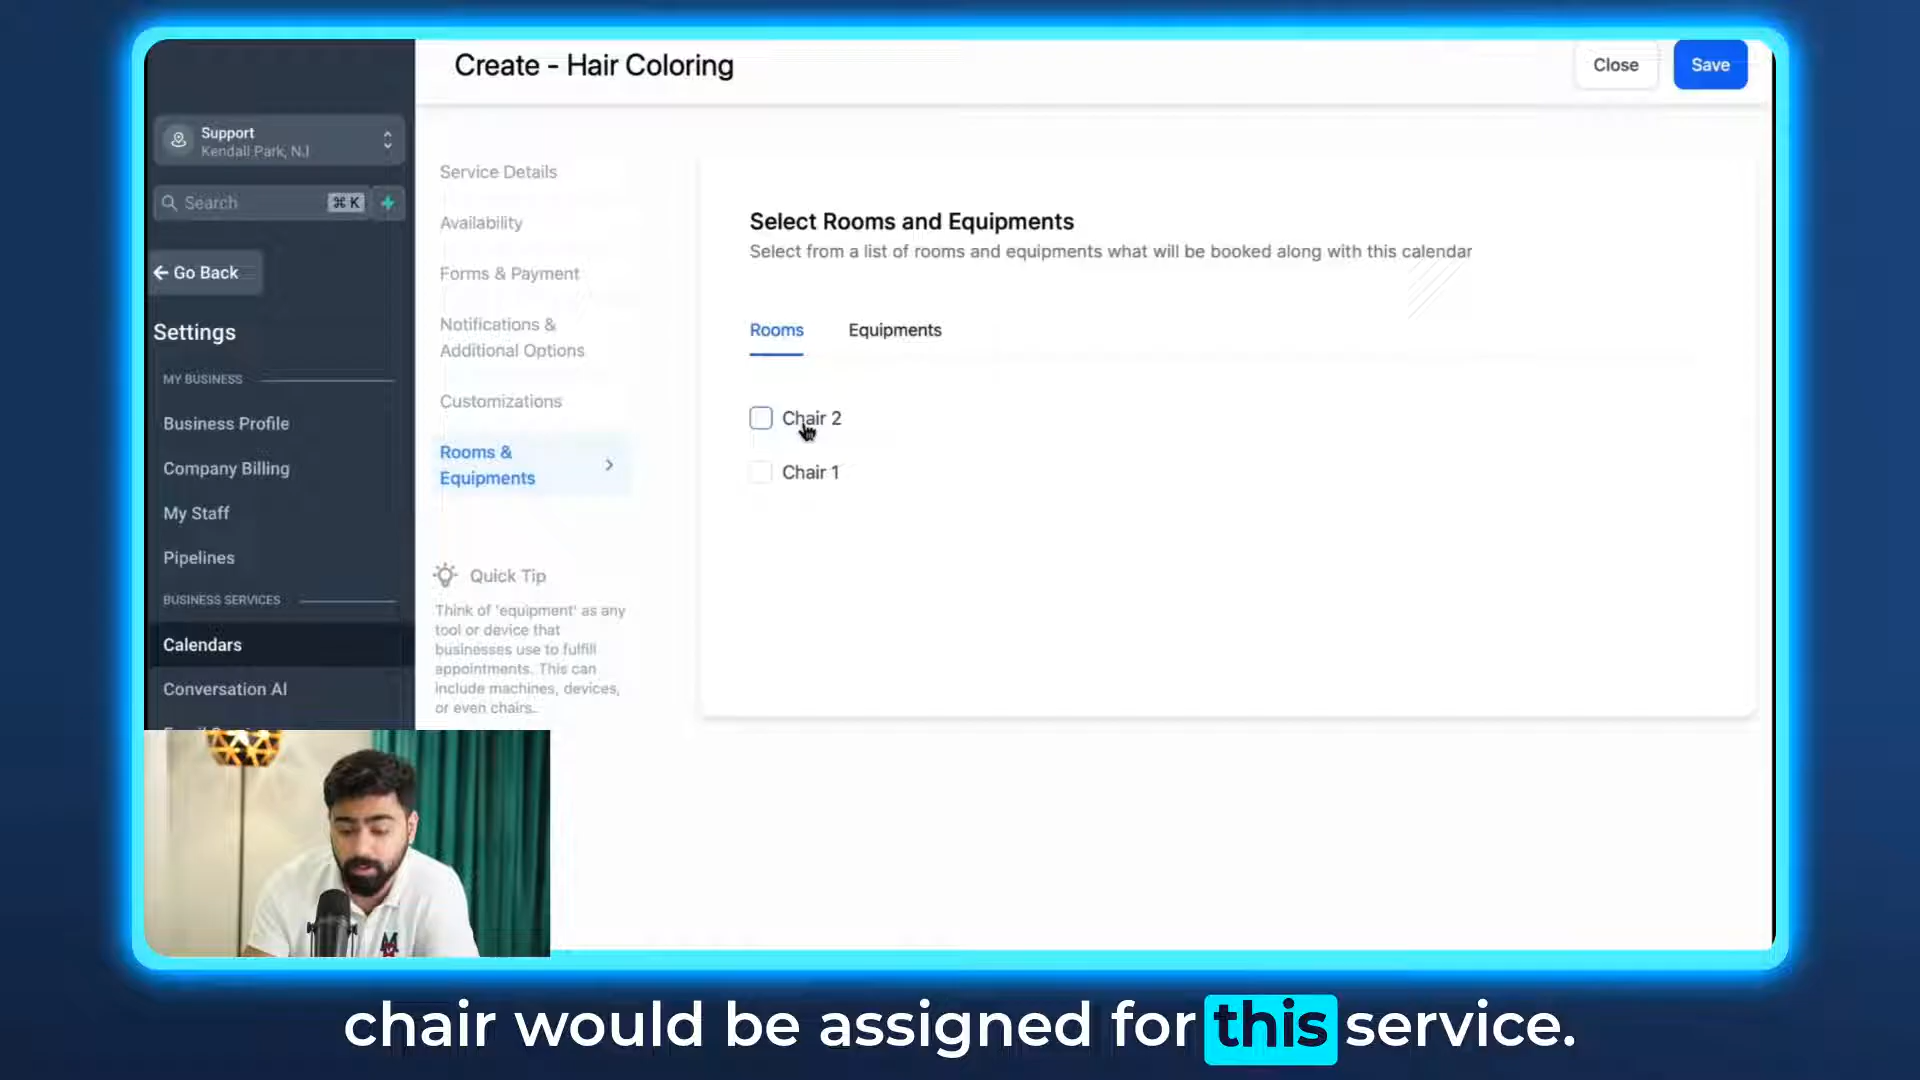 Create - Hair Coloring
Close
Save
Support
Kendall Park, NJ
Search
⌘ K
Go Back
Settings
MY BUSINESS
Business Profile
Company Billing
My Staff
Pipelines
BUSINESS SERVICES
Calendars
Conversation AI
Service Details
Availability
Forms & Payment
Notifications &
Additional Options
Customizations
Rooms &
Equipments
Quick Tip
Think of 'equipment' as any
tool or device that
businesses use to fulfill
appointments. This can
include machines, devices,
or even chairs..
Select Rooms and Equipments
Select from a list of rooms and equipments what will be booked along with this calendar
Rooms
Equipments
Chair 2
Chair 1
chair would be assigned for this service.